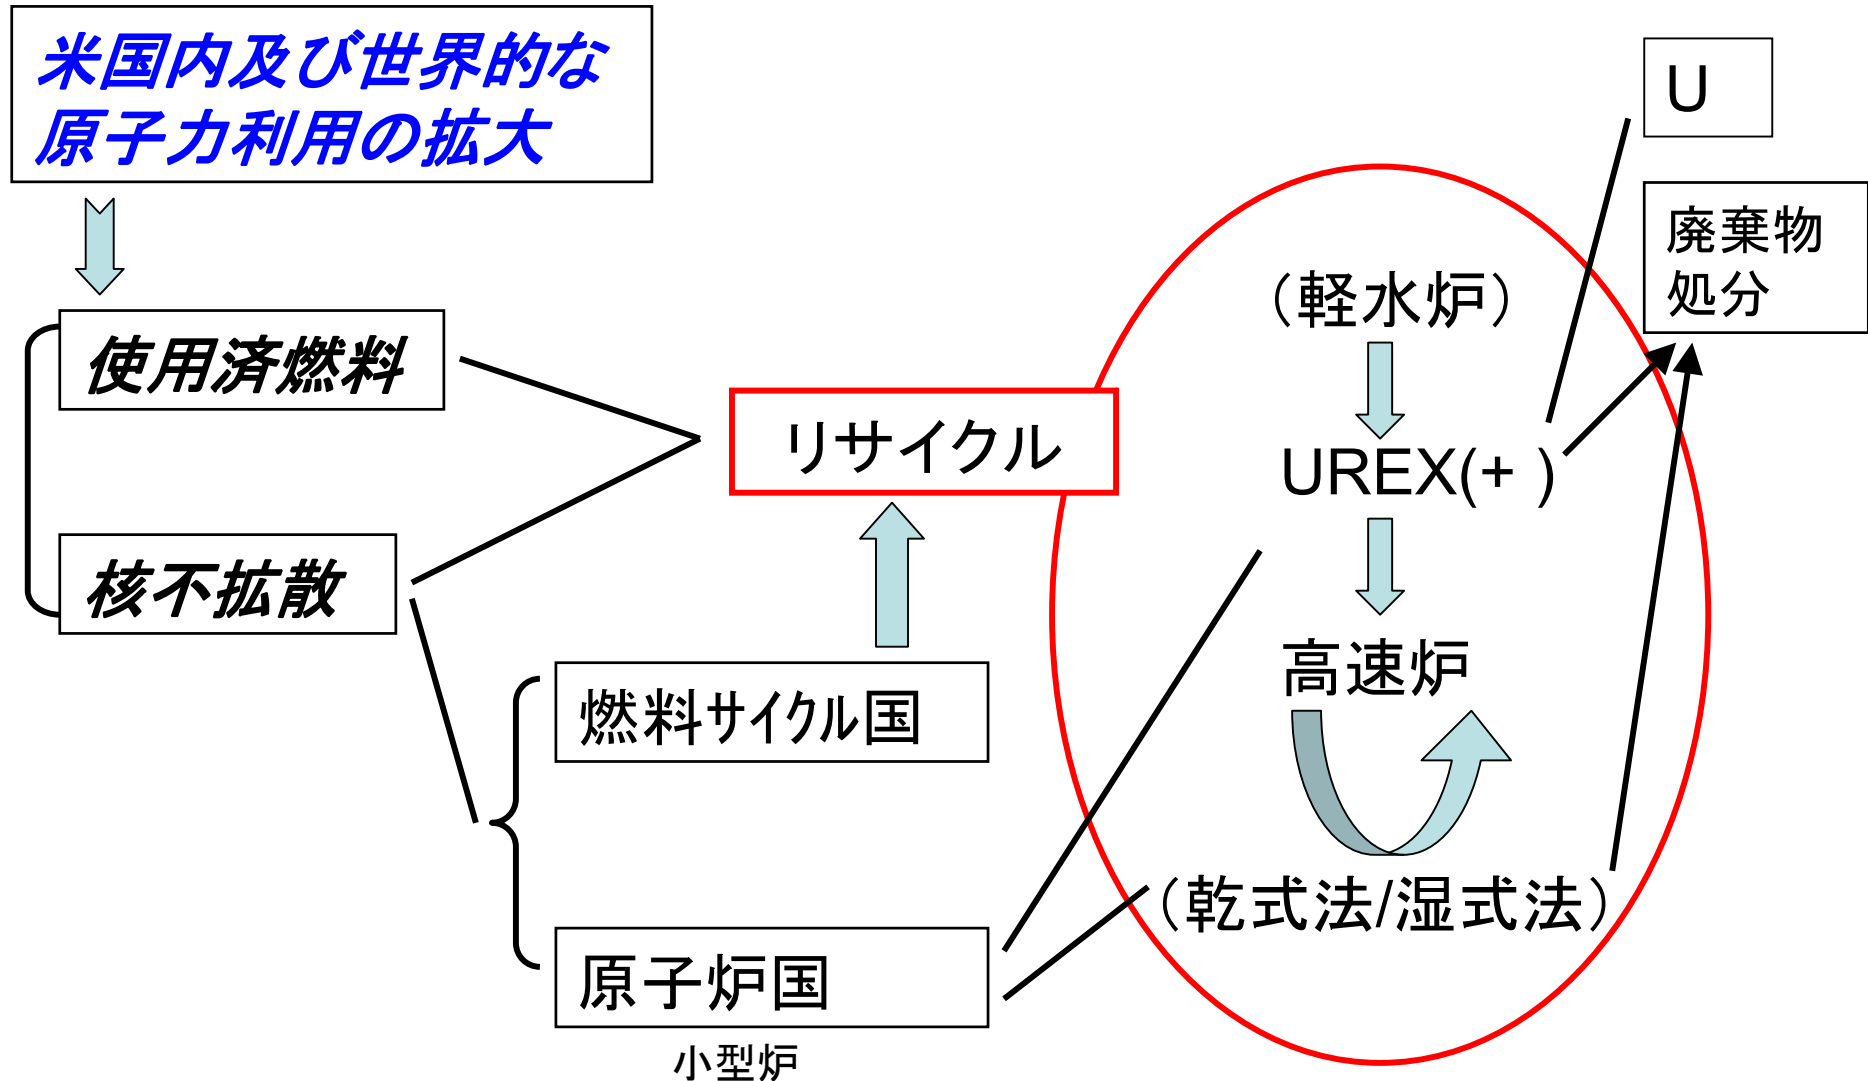 米国内及び世界的な
原子力利用の拡大
使用済燃料
核不拡散
リサイクル
燃料サイクル国
原子炉国
小型炉
（軽水炉）
UREX(+ )
高速炉
（乾式法/湿式法）
U
廃棄物
処分